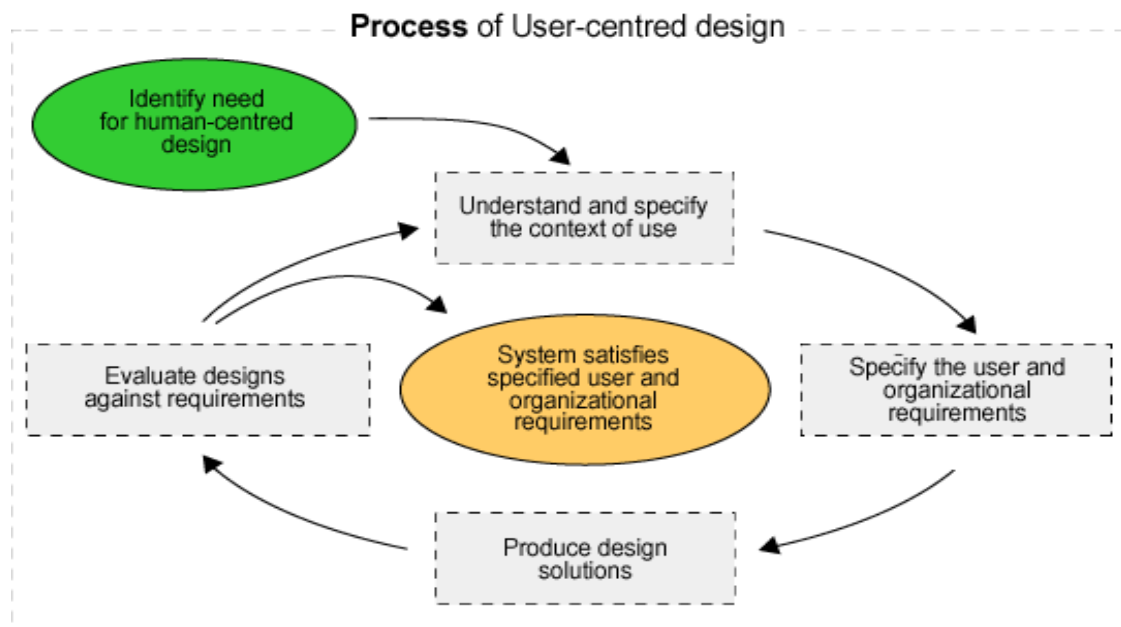 Process of User-centred design
Identify need
for human-centred
design
Understand and specify
the context of use
System satisfies
specified user and
organizational
requirements
Evaluate designs
against requirements
Specify the user and
organizational
requirements
Produce design
solutions